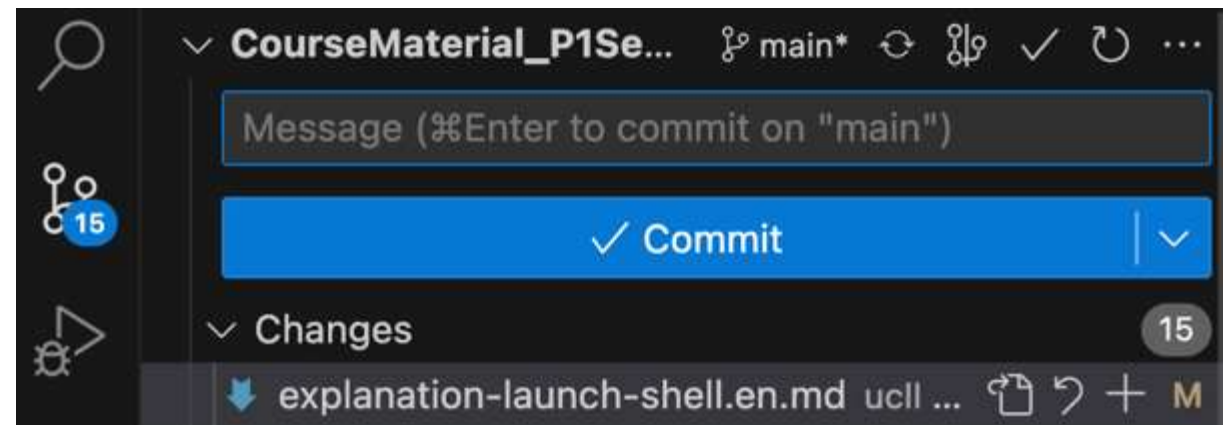 CourseMaterial_P1Se... main*
Message (⌘Enter to commit on "main")
15
Commit
Changes 15
explanation-launch-shell.en.md ucll ... M